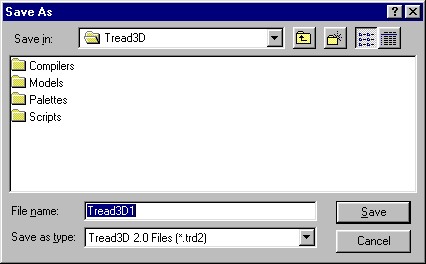 Save As
Save in: Tread3D
Compilers
Models
Palettes
Scripts
File name: Tread3D1 Save
Save as type: Tread3D 2.0 Files (*.trd2)
Cancel